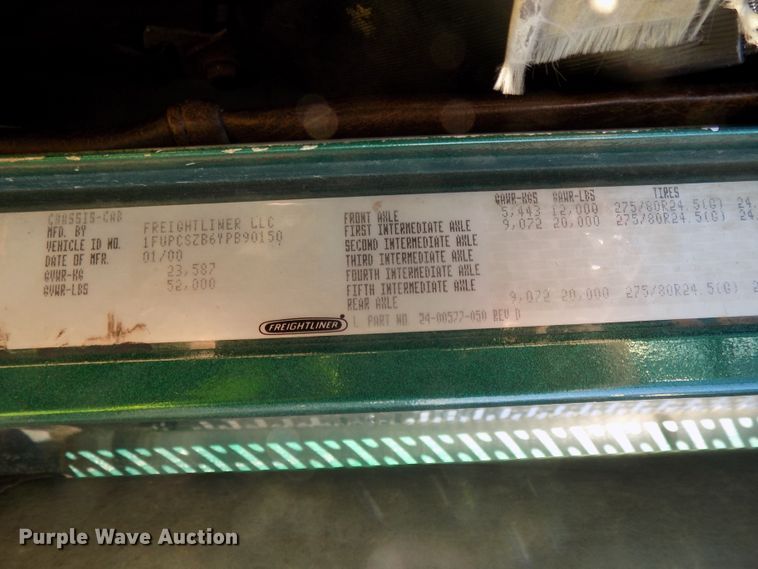 CHASSIS-CAB
MFD. BY FREIGHTLINER LLC
VEHICLE ID NO. 1FUPCSZB6YPB90150
DATE OF MFR. 01/00
GVWR-KG 23,587
GVWR-LBS 52,000
GAWR-KGS GAWR-LBS TIRES
FRONT AXLE 5,443 12,000 275/80R24.5(G) 24.
FIRST INTERMEDIATE AXLE 9,072 20,000 275/80R24.5(G) 24.
SECOND INTERMEDIATE AXLE
THIRD INTERMEDIATE AXLE
FOURTH INTERMEDIATE AXLE
FIFTH INTERMEDIATE AXLE
REAR AXLE 9,072 20,000 275/80R24.5(G) 2
FREIGHTLINER
PART NO. 24-00577-050 REV D
Purple Wave Auction